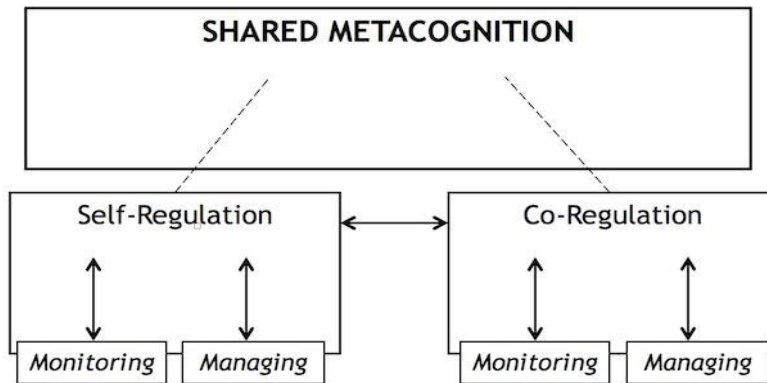 SHARED METACOGNITION
Self-Regulation
Co-Regulation
Monitoring
Managing
Monitoring
Managing